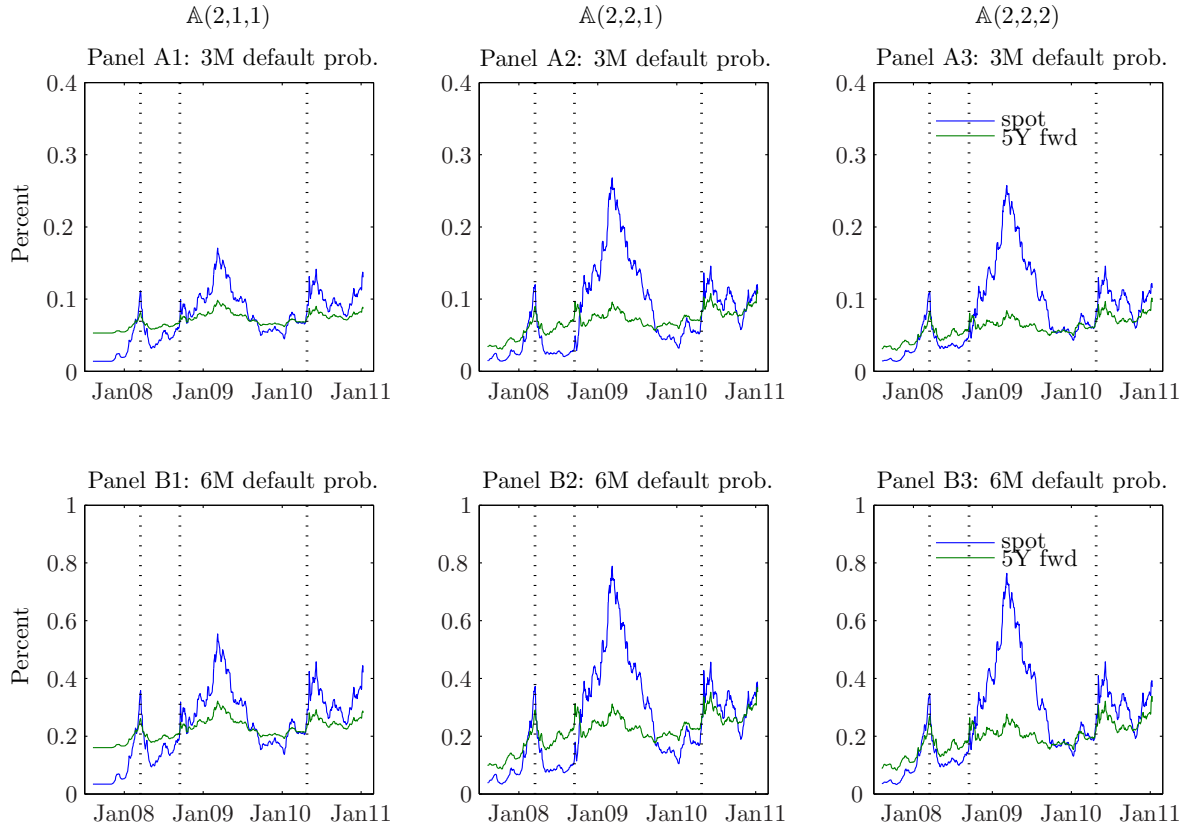 𝔸(2,1,1)
𝔸(2,2,1)
𝔸(2,2,2)
Panel A1: 3M default prob.
Panel A2: 3M default prob.
Panel A3: 3M default prob.
Percent
0.4
0.3
0.2
0.1
0
Jan08 Jan09 Jan10 Jan11
0.4
0.3
0.2
0.1
0
Jan08 Jan09 Jan10 Jan11
0.4
0.3
0.2
0.1
0
Jan08 Jan09 Jan10 Jan11
spot
5Y fwd
Panel B1: 6M default prob.
Panel B2: 6M default prob.
Panel B3: 6M default prob.
Percent
1
0.8
0.6
0.4
0.2
0
Jan08 Jan09 Jan10 Jan11
1
0.8
0.6
0.4
0.2
0
Jan08 Jan09 Jan10 Jan11
1
0.8
0.6
0.4
0.2
0
Jan08 Jan09 Jan10 Jan11
spot
5Y fwd